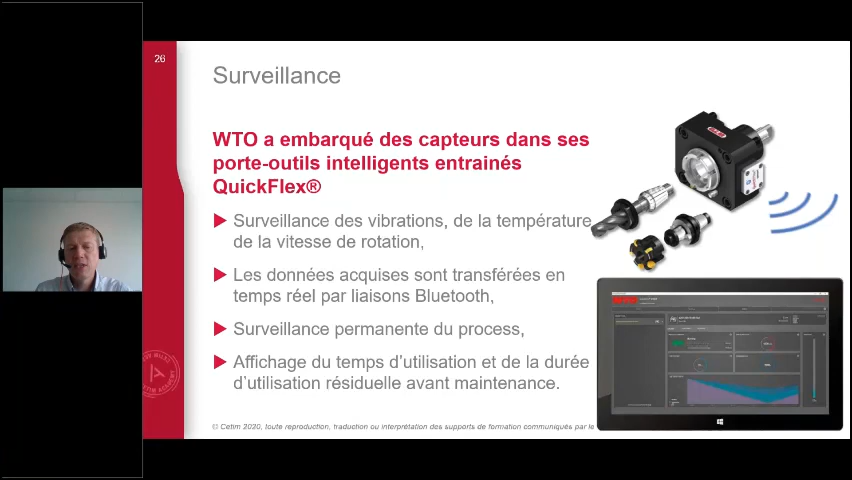 26
Surveillance
WTO a embarqué des capteurs dans ses
porte-outils intelligents entrainés
QuickFlex®
Surveillance des vibrations, de la température
de la vitesse de rotation,
Les données acquises sont transférées en
temps réel par liaisons Bluetooth,
Surveillance permanente du process,
Affichage du temps d’utilisation et de la durée
d’utilisation résiduelle avant maintenance.
© Cetim 2020, toute reproduction, traduction ou interprétation des supports de formation communiqués par le